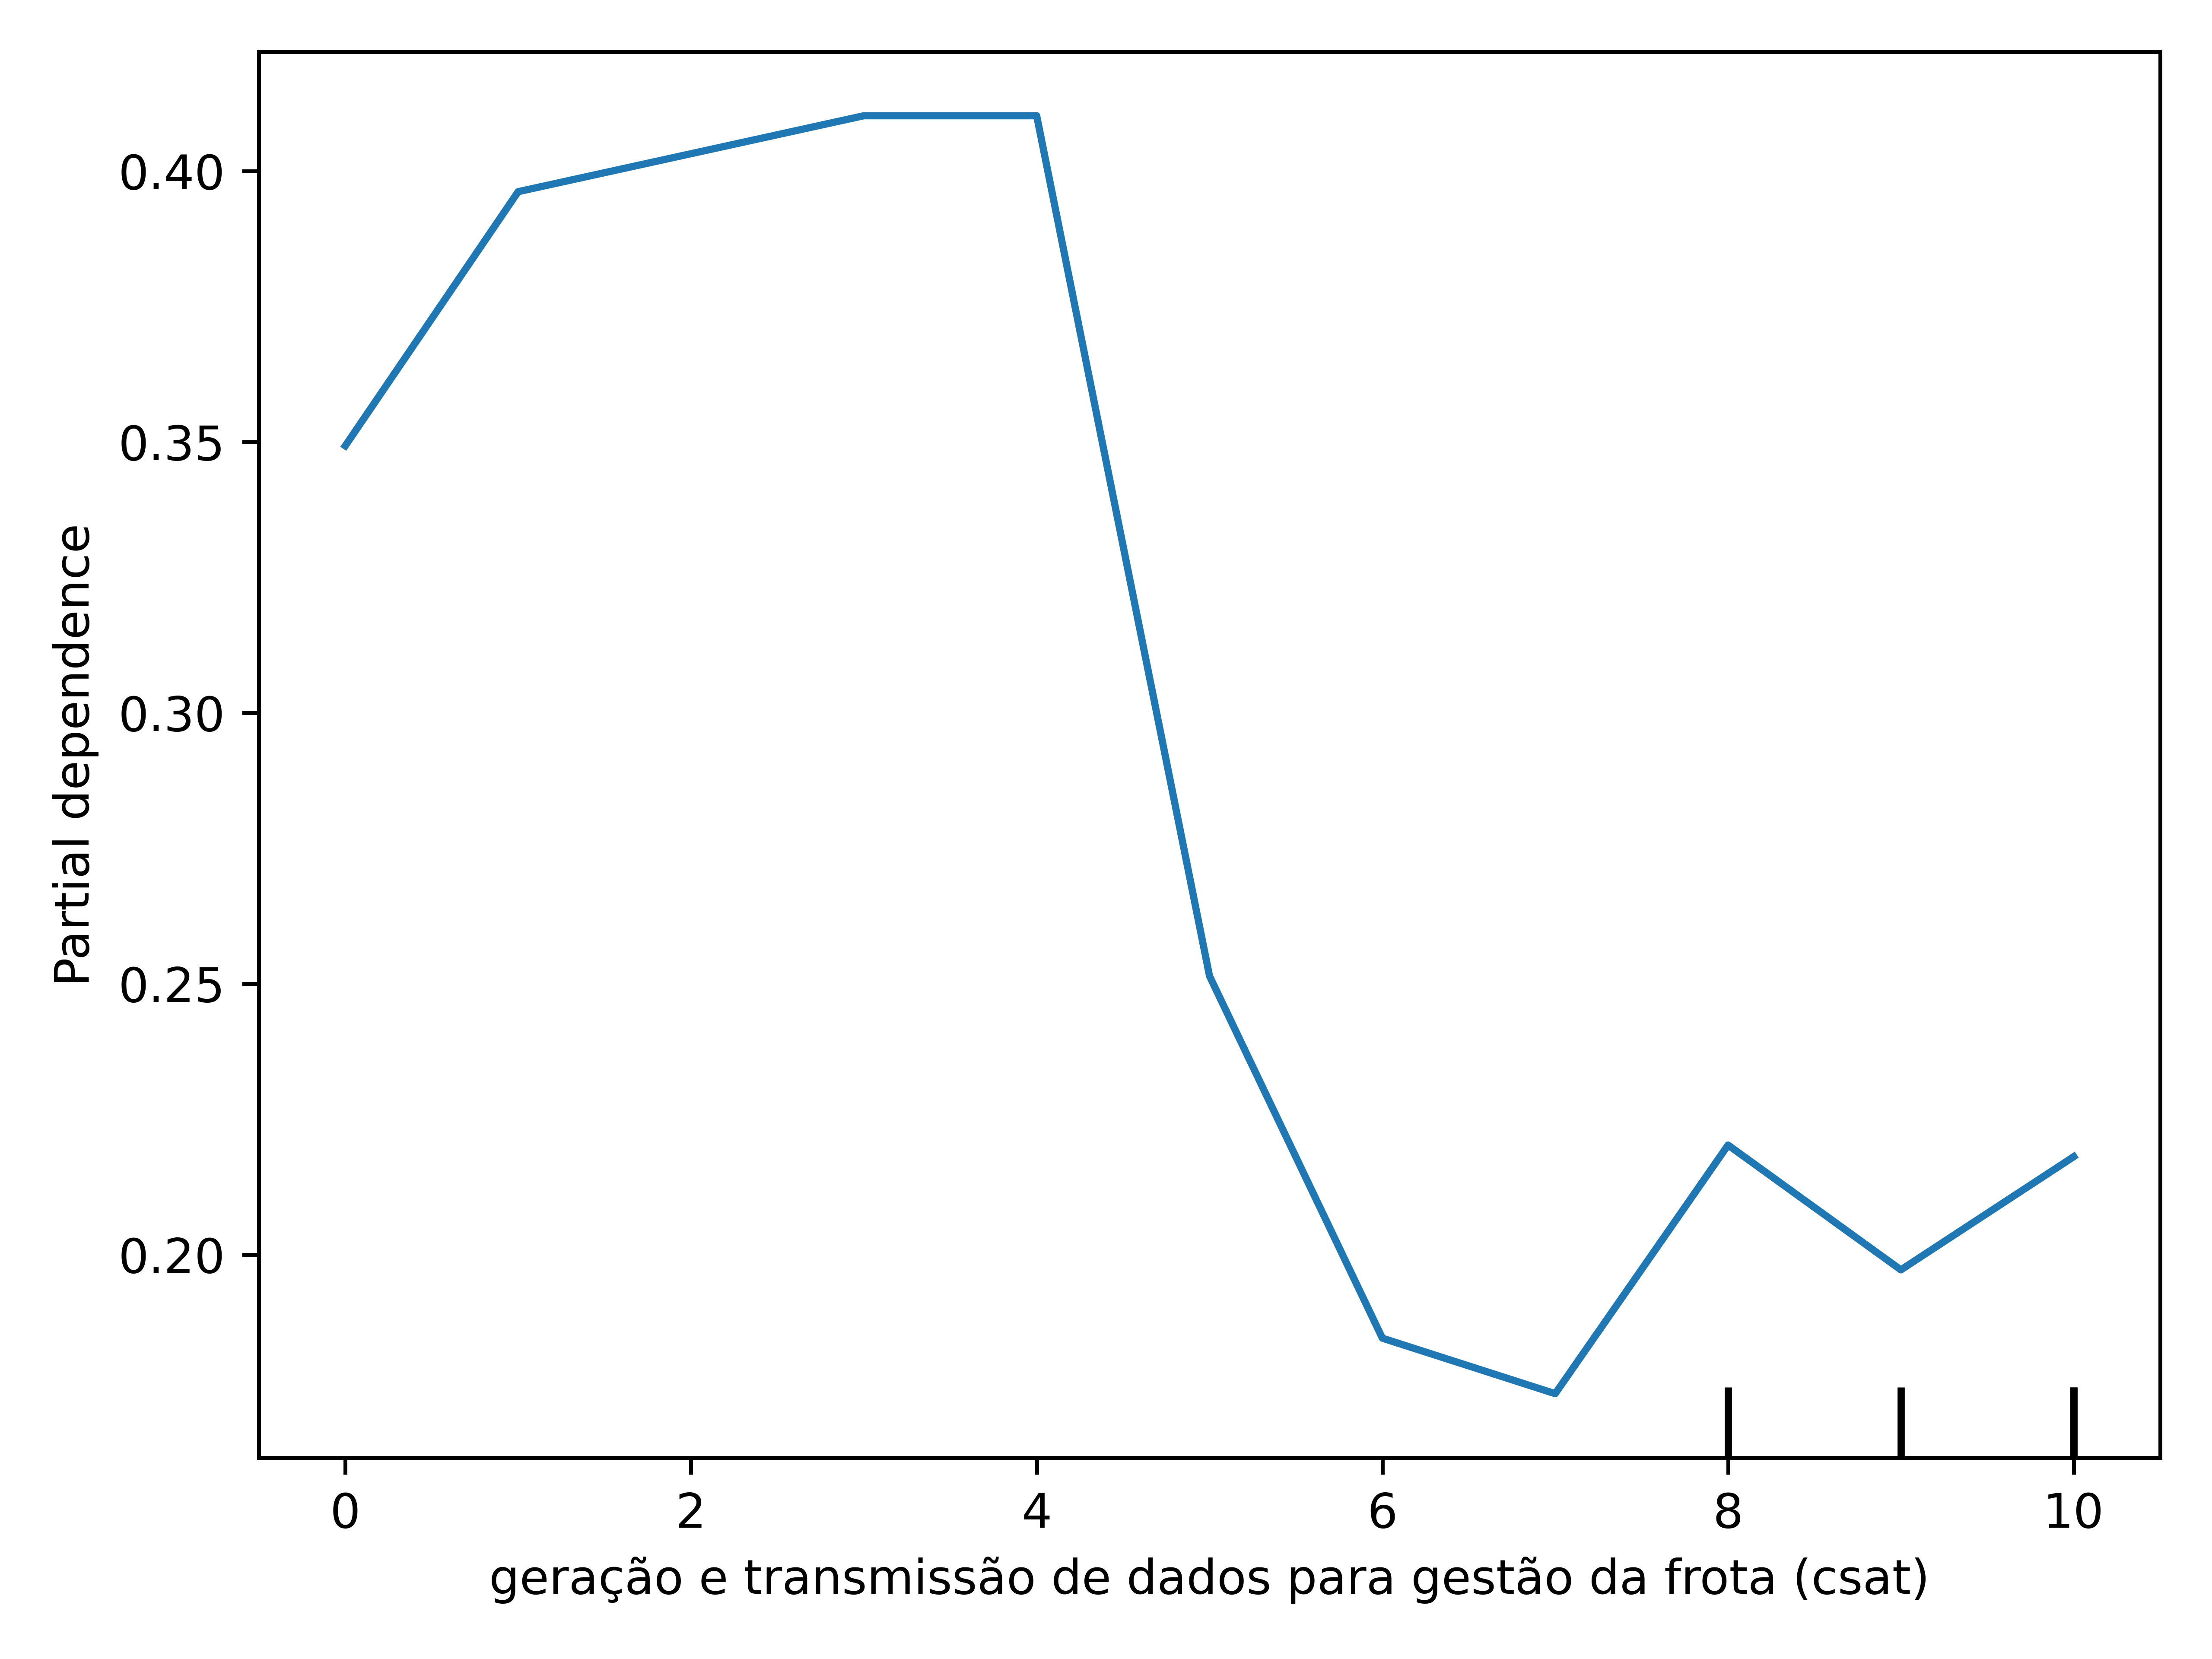 Partial dependence
0.40
0.35
0.30
0.25
0.20
0 2 4 6 8 10
geração e transmissão de dados para gestão da frota (csat)